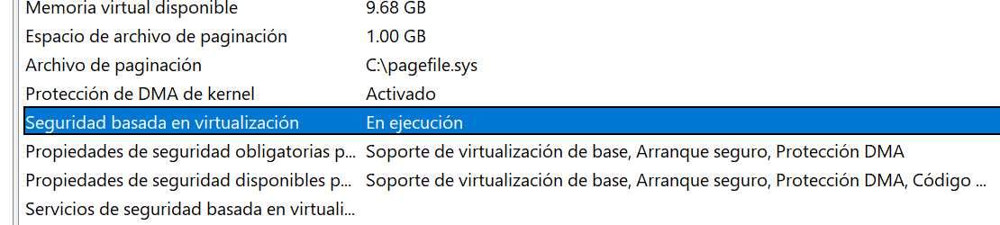 Memoria virtual disponible 9.68 GB
Espacio de archivo de paginación 1.00 GB
Archivo de paginación C:\pagefile.sys
Protección de DMA de kernel Activado
Seguridad basada en virtualización En ejecución
Propiedades de seguridad obligatorias p... Soporte de virtualización de base, Arranque seguro, Protección DMA
Propiedades de seguridad disponibles p... Soporte de virtualización de base, Arranque seguro, Protección DMA, Código ...
Servicios de seguridad basada en virtuali...